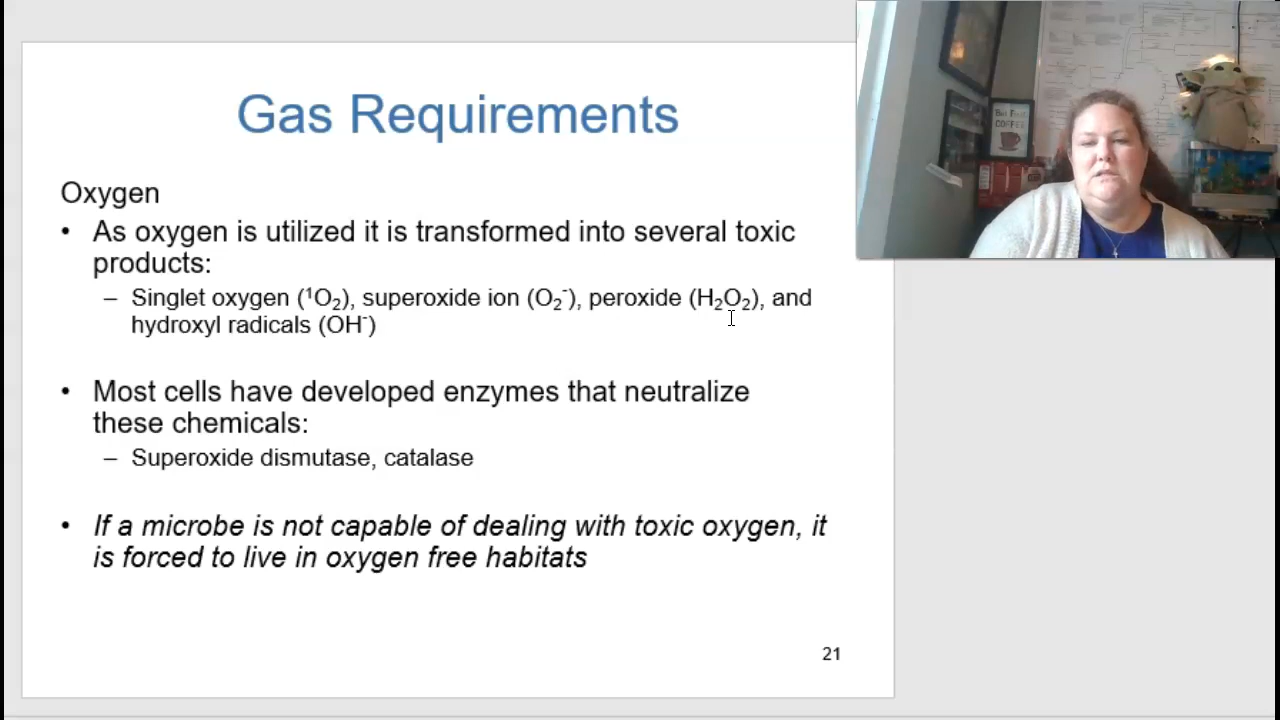 Gas Requirements
Oxygen
• As oxygen is utilized it is transformed into several toxic
products:
– Singlet oxygen (¹O₂), superoxide ion (O₂⁻), peroxide (H₂O₂), and
hydroxyl radicals (OH⁻)
• Most cells have developed enzymes that neutralize
these chemicals:
– Superoxide dismutase, catalase
• If a microbe is not capable of dealing with toxic oxygen, it
is forced to live in oxygen free habitats
21
COFFEE